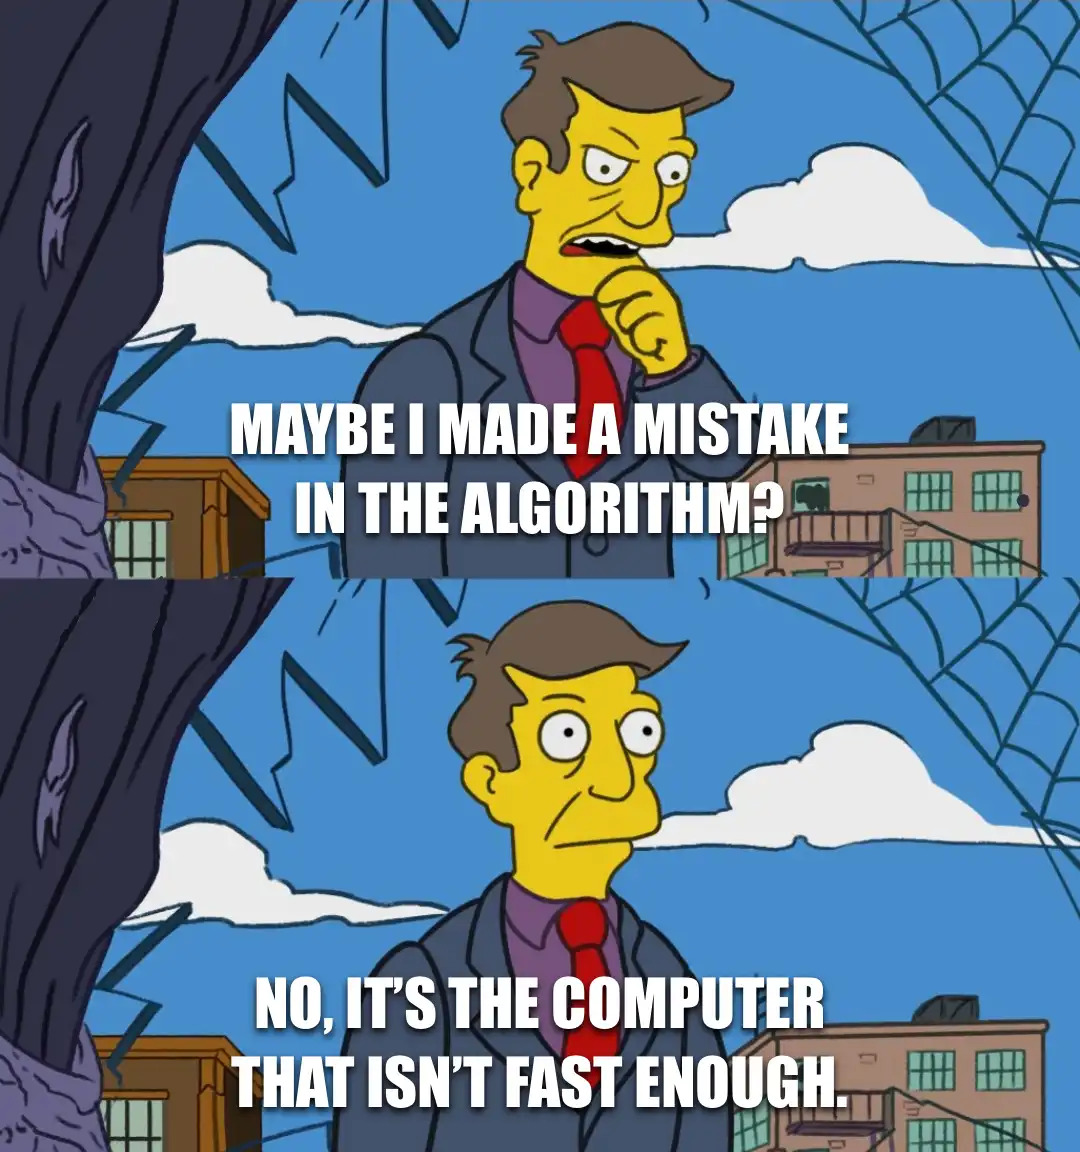 MAYBE I MADE A MISTAKE
IN THE ALGORITHM?
NO, IT’S THE COMPUTER
THAT ISN’T FAST ENOUGH.